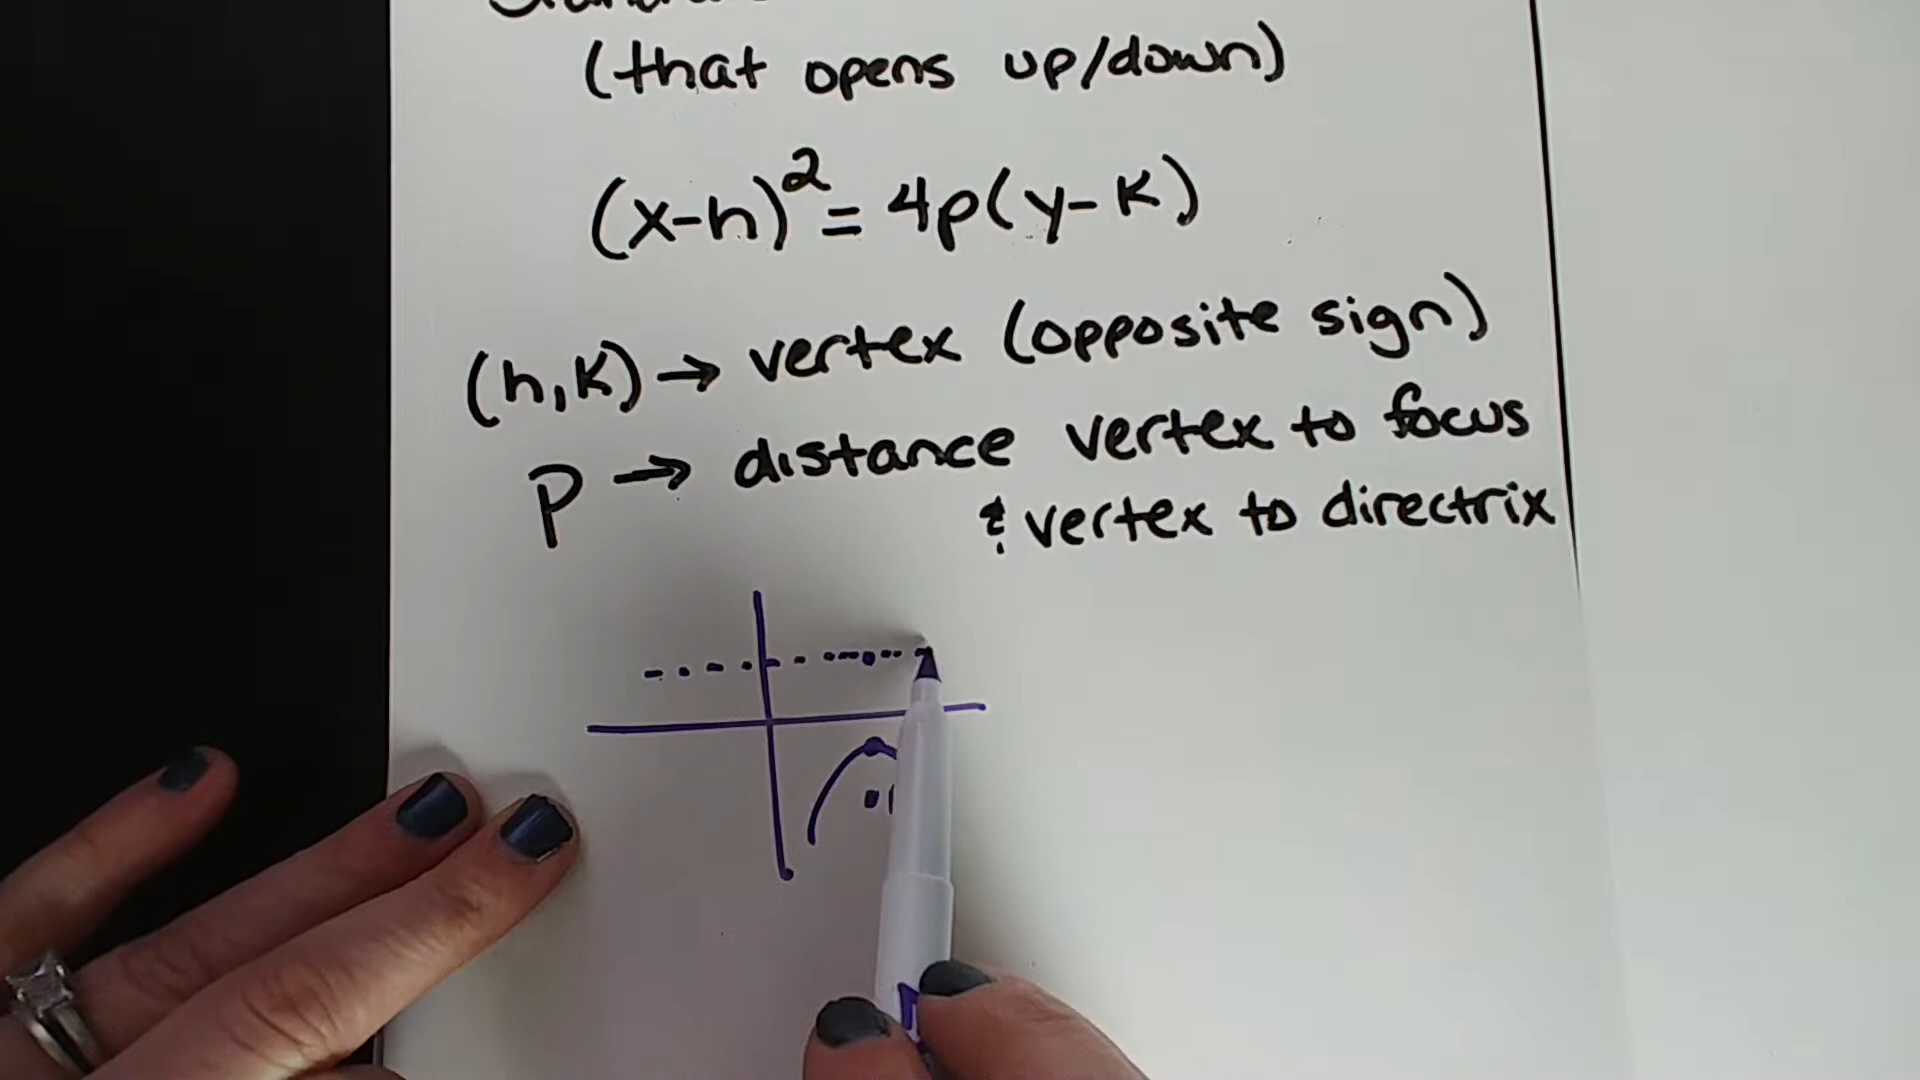 (that opens up/down)
(x-h)²= 4p(y-K)
(h,K)→ vertex (opposite sign)
P → distance vertex to focus
& vertex to directrix